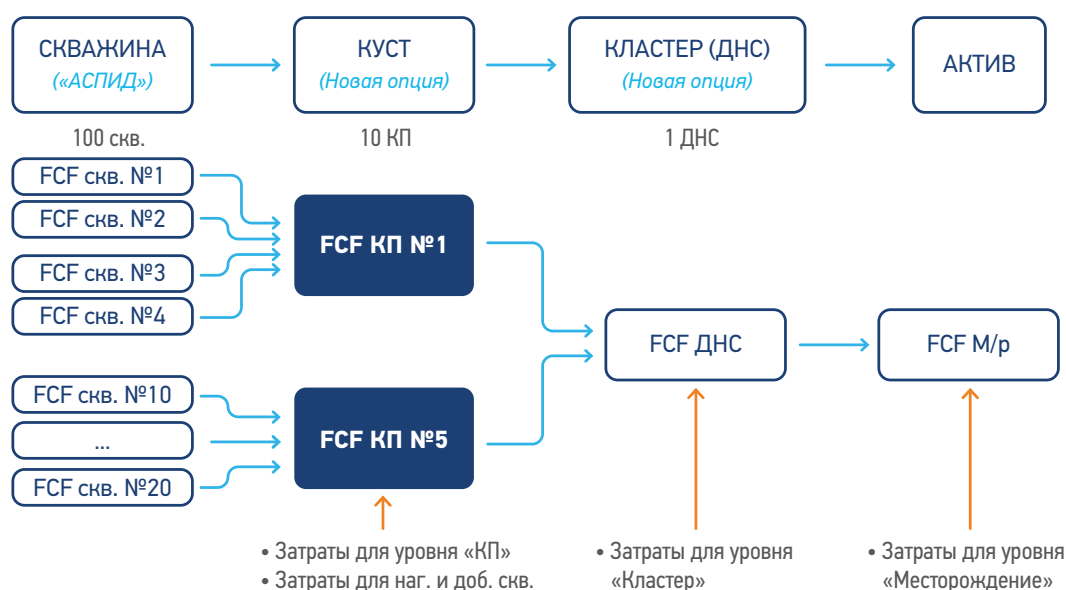 СКВАЖИНА
(«АСПИД»)
КУСТ
(Новая опция)
КЛАСТЕР (ДНС)
(Новая опция)
АКТИВ
100 скв.
10 КП
1 ДНС
FCF скв. №1
FCF скв. №2
FCF скв. №3
FCF скв. №4
FCF КП №1
FCF ДНС
FCF М/р
FCF скв. №10
...
FCF скв. №20
FCF КП №5
• Затраты для уровня «КП»
• Затраты для наг. и доб. скв.
• Затраты для уровня
«Кластер»
• Затраты для уровня
«Месторождение»